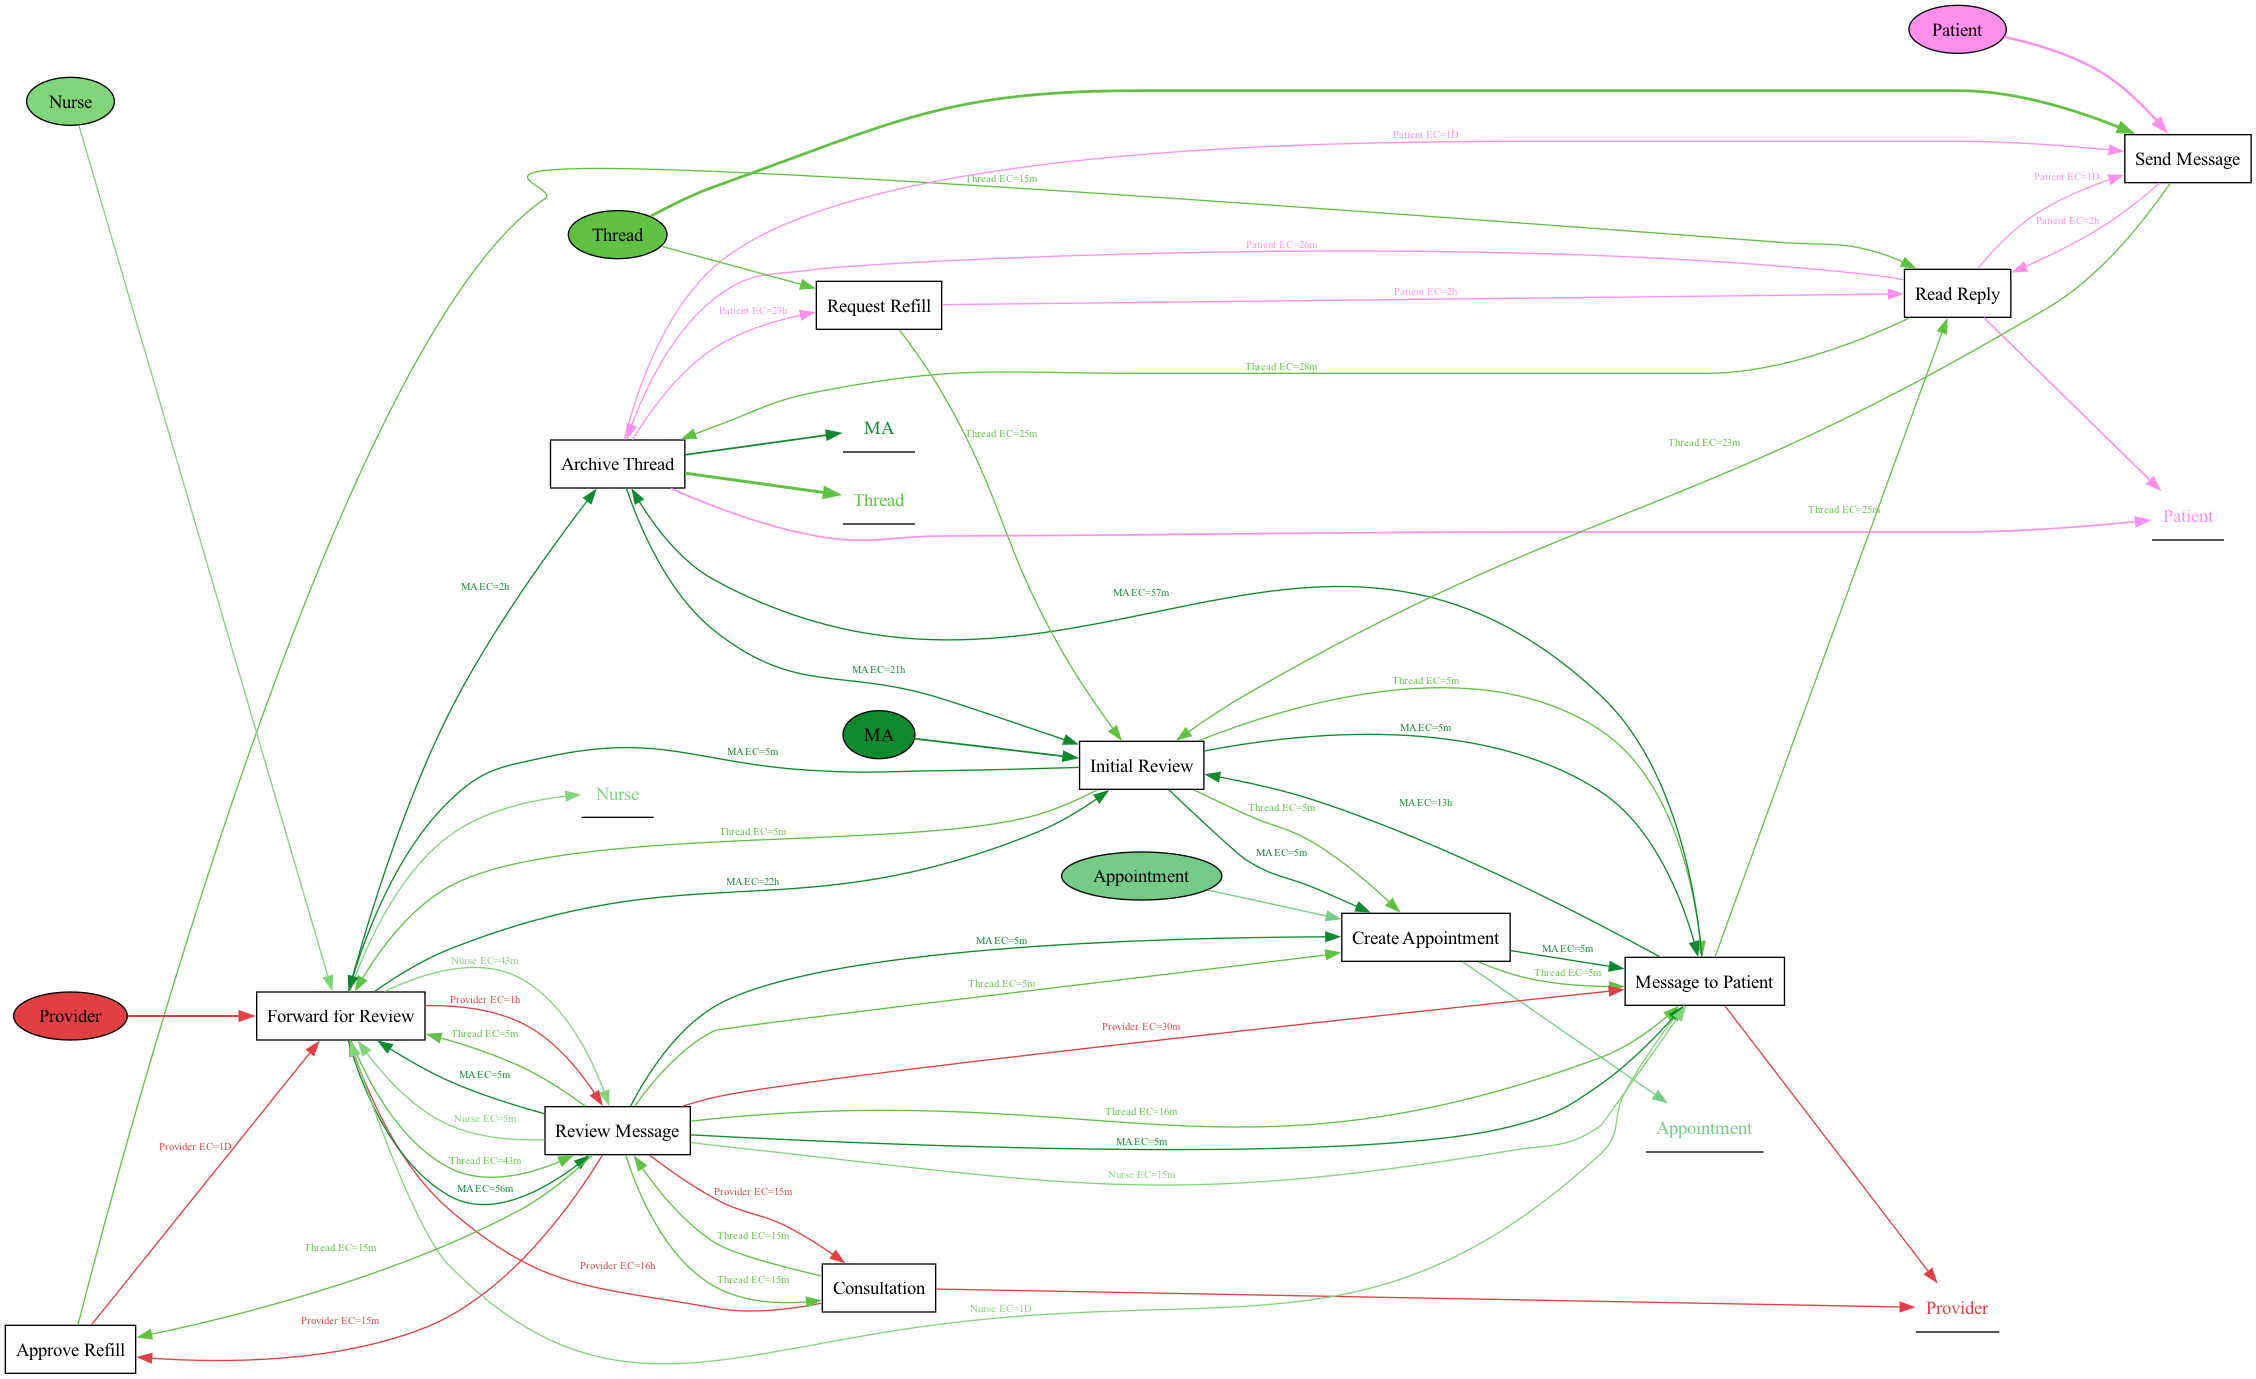 Patient
Nurse
Patient EC=1D
Send Message
Thread EC=15m
Patient EC=1D
Patient EC=2h
Thread
Patient EC=26m
Patient EC=2h
Read Reply
Request Refill
Patient EC=23h
Thread EC=28m
MA
Thread EC=25m
Thread EC=23m
Archive Thread
Thread
Thread EC=25m
Patient
MA EC=2h
MA EC=57m
MA EC=21h
Thread EC=5m
MA EC=5m
MA
MA EC=5m
Initial Review
Nurse
MA EC=13h
Thread EC=5m
Thread EC=5m
MA EC=5m
Appointment
MA EC=22h
MA EC=5m
Create Appointment
MA EC=5m
Nurse EC=43m
Thread EC=5m
Thread EC=5m
Message to Patient
Provider EC=1h
Provider
Forward for Review
Provider EC=30m
Thread EC=5m
MA EC=5m
Thread EC=16m
Nurse EC=5m
Review Message
Appointment
MA EC=5m
Provider EC=1D
Thread EC=43m
Nurse EC=15m
MA EC=56m
Provider EC=15m
Thread EC=15m
Thread EC=15m
Provider EC=16h
Thread EC=15m
Consultation
Nurse EC=1D
Provider
Provider EC=15m
Approve Refill